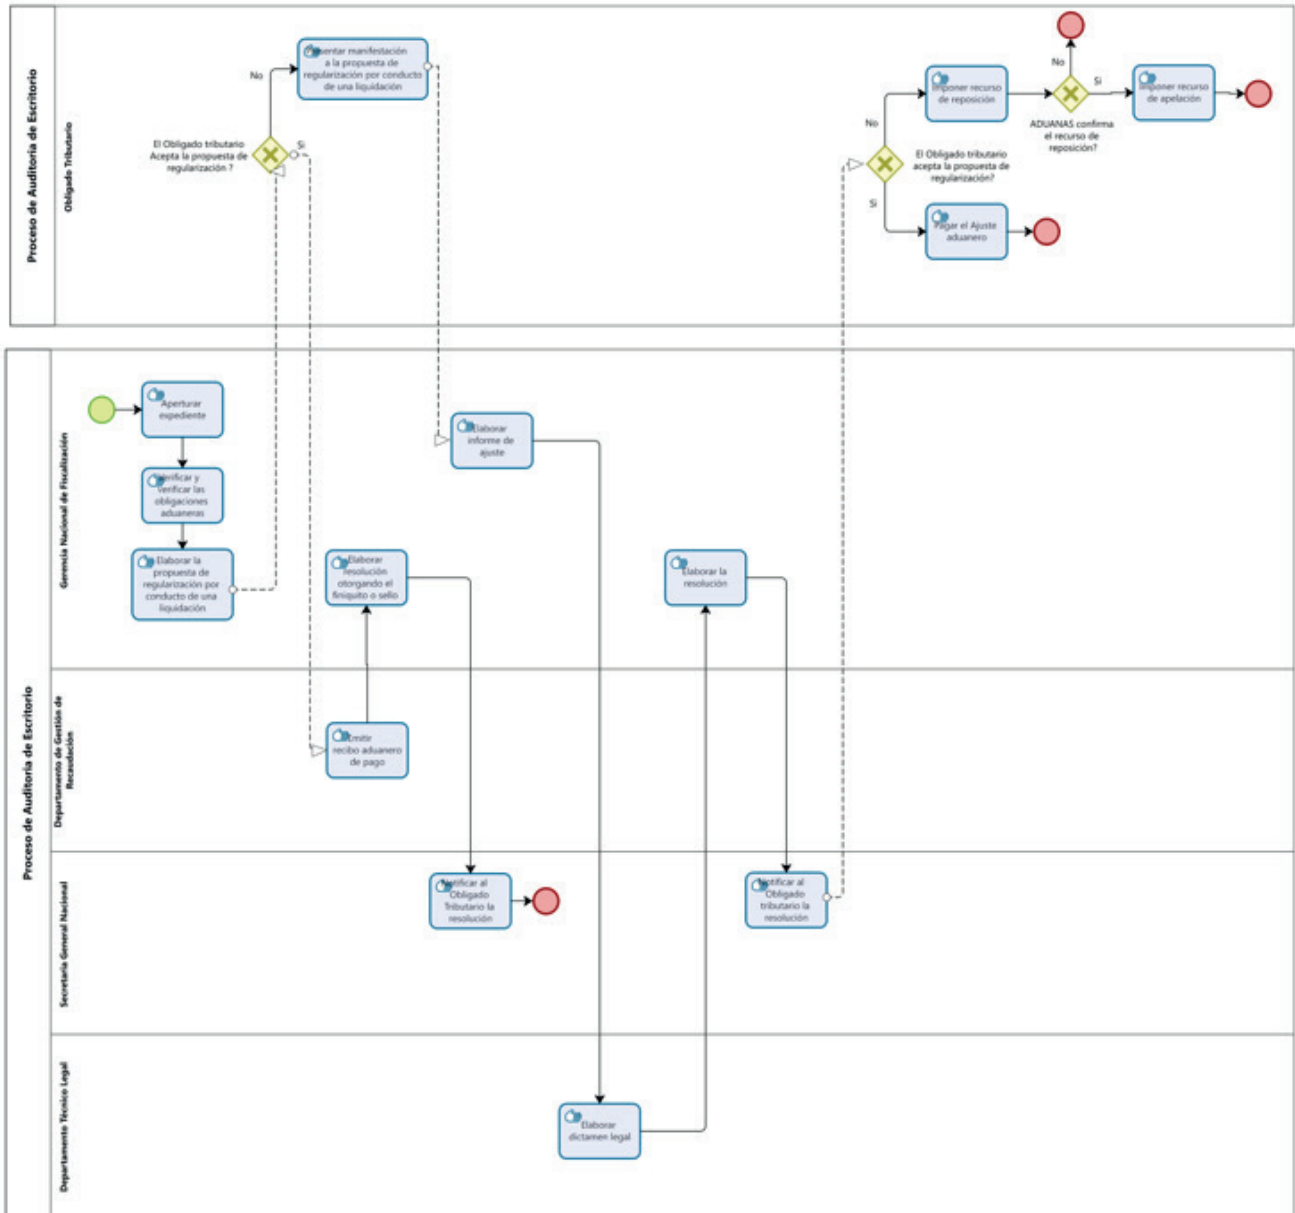 Proceso de Auditoria de Escritorio
Obligado Tributario
No
sentar manifestación
a la propuesta de
regularización por conducto
de una liquidación
El Obligado tributario
Acepta la propuesta de
regularización ?
Si
No
Imponer recurso
de reposición
No
Si
Imponer recurso
de apelación
ADUANAS confirma
el recurso de
reposición?
El Obligado tributario
acepta la propuesta de
regularización?
Si
Pagar el Ajuste
aduanero
Proceso de Auditoria de Escritorio
Gerencia Nacional de Fiscalización
Aperturar
expediente
Verificar y
verificar las
obligaciones
aduaneras
Elaborar la
propuesta de
regularización por
conducto de una
liquidación
Elaborar
informe de
ajuste
Elaborar
resolución
otorgando el
finiquito o sello
Elaborar la
resolución
Departamento de Gestión de
Recaudación
Emitir
recibo aduanero
de pago
Secretaria General Nacional
Notificar al
Obligado
Tributario la
resolución
Notificar al
Obligado
tributario la
resolución
Departamento Técnico Legal
Elaborar
dictamen legal